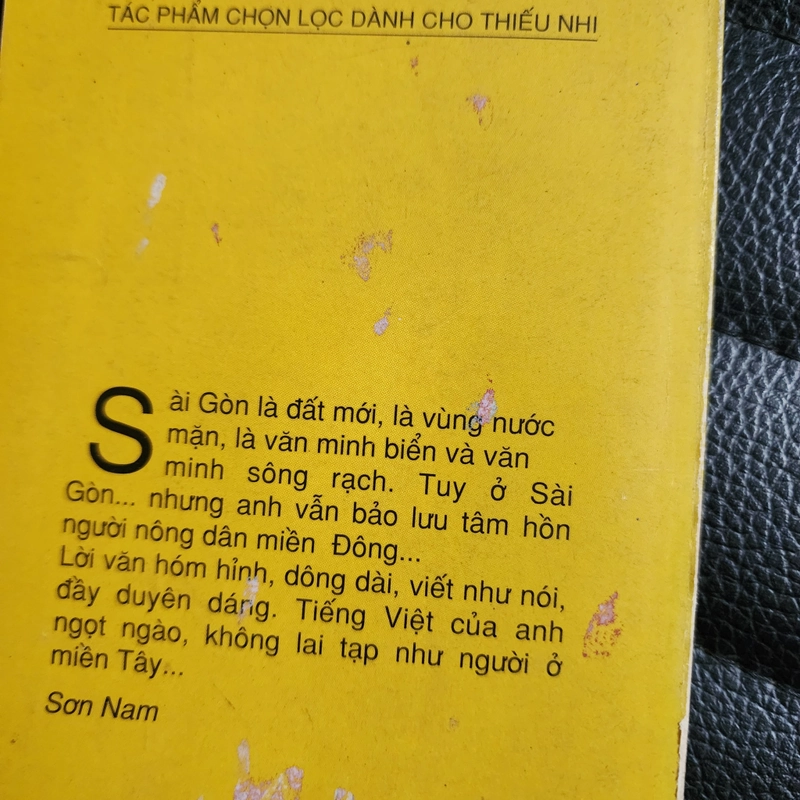 TÁC PHẨM CHỌN LỌC DÀNH CHO THIẾU NHI
Sài Gòn là đất mới, là vùng nước
mặn, là văn minh biển và văn
minh sông rạch. Tuy ở Sài
Gòn... nhưng anh vẫn bảo lưu tâm hồn
người nông dân miền Đông...
Lời văn hóm hỉnh, dông dài, viết như nói,
đầy duyên dáng. Tiếng Việt của anh
ngọt ngào, không lai tạp như người ở
miền Tây...
Sơn Nam